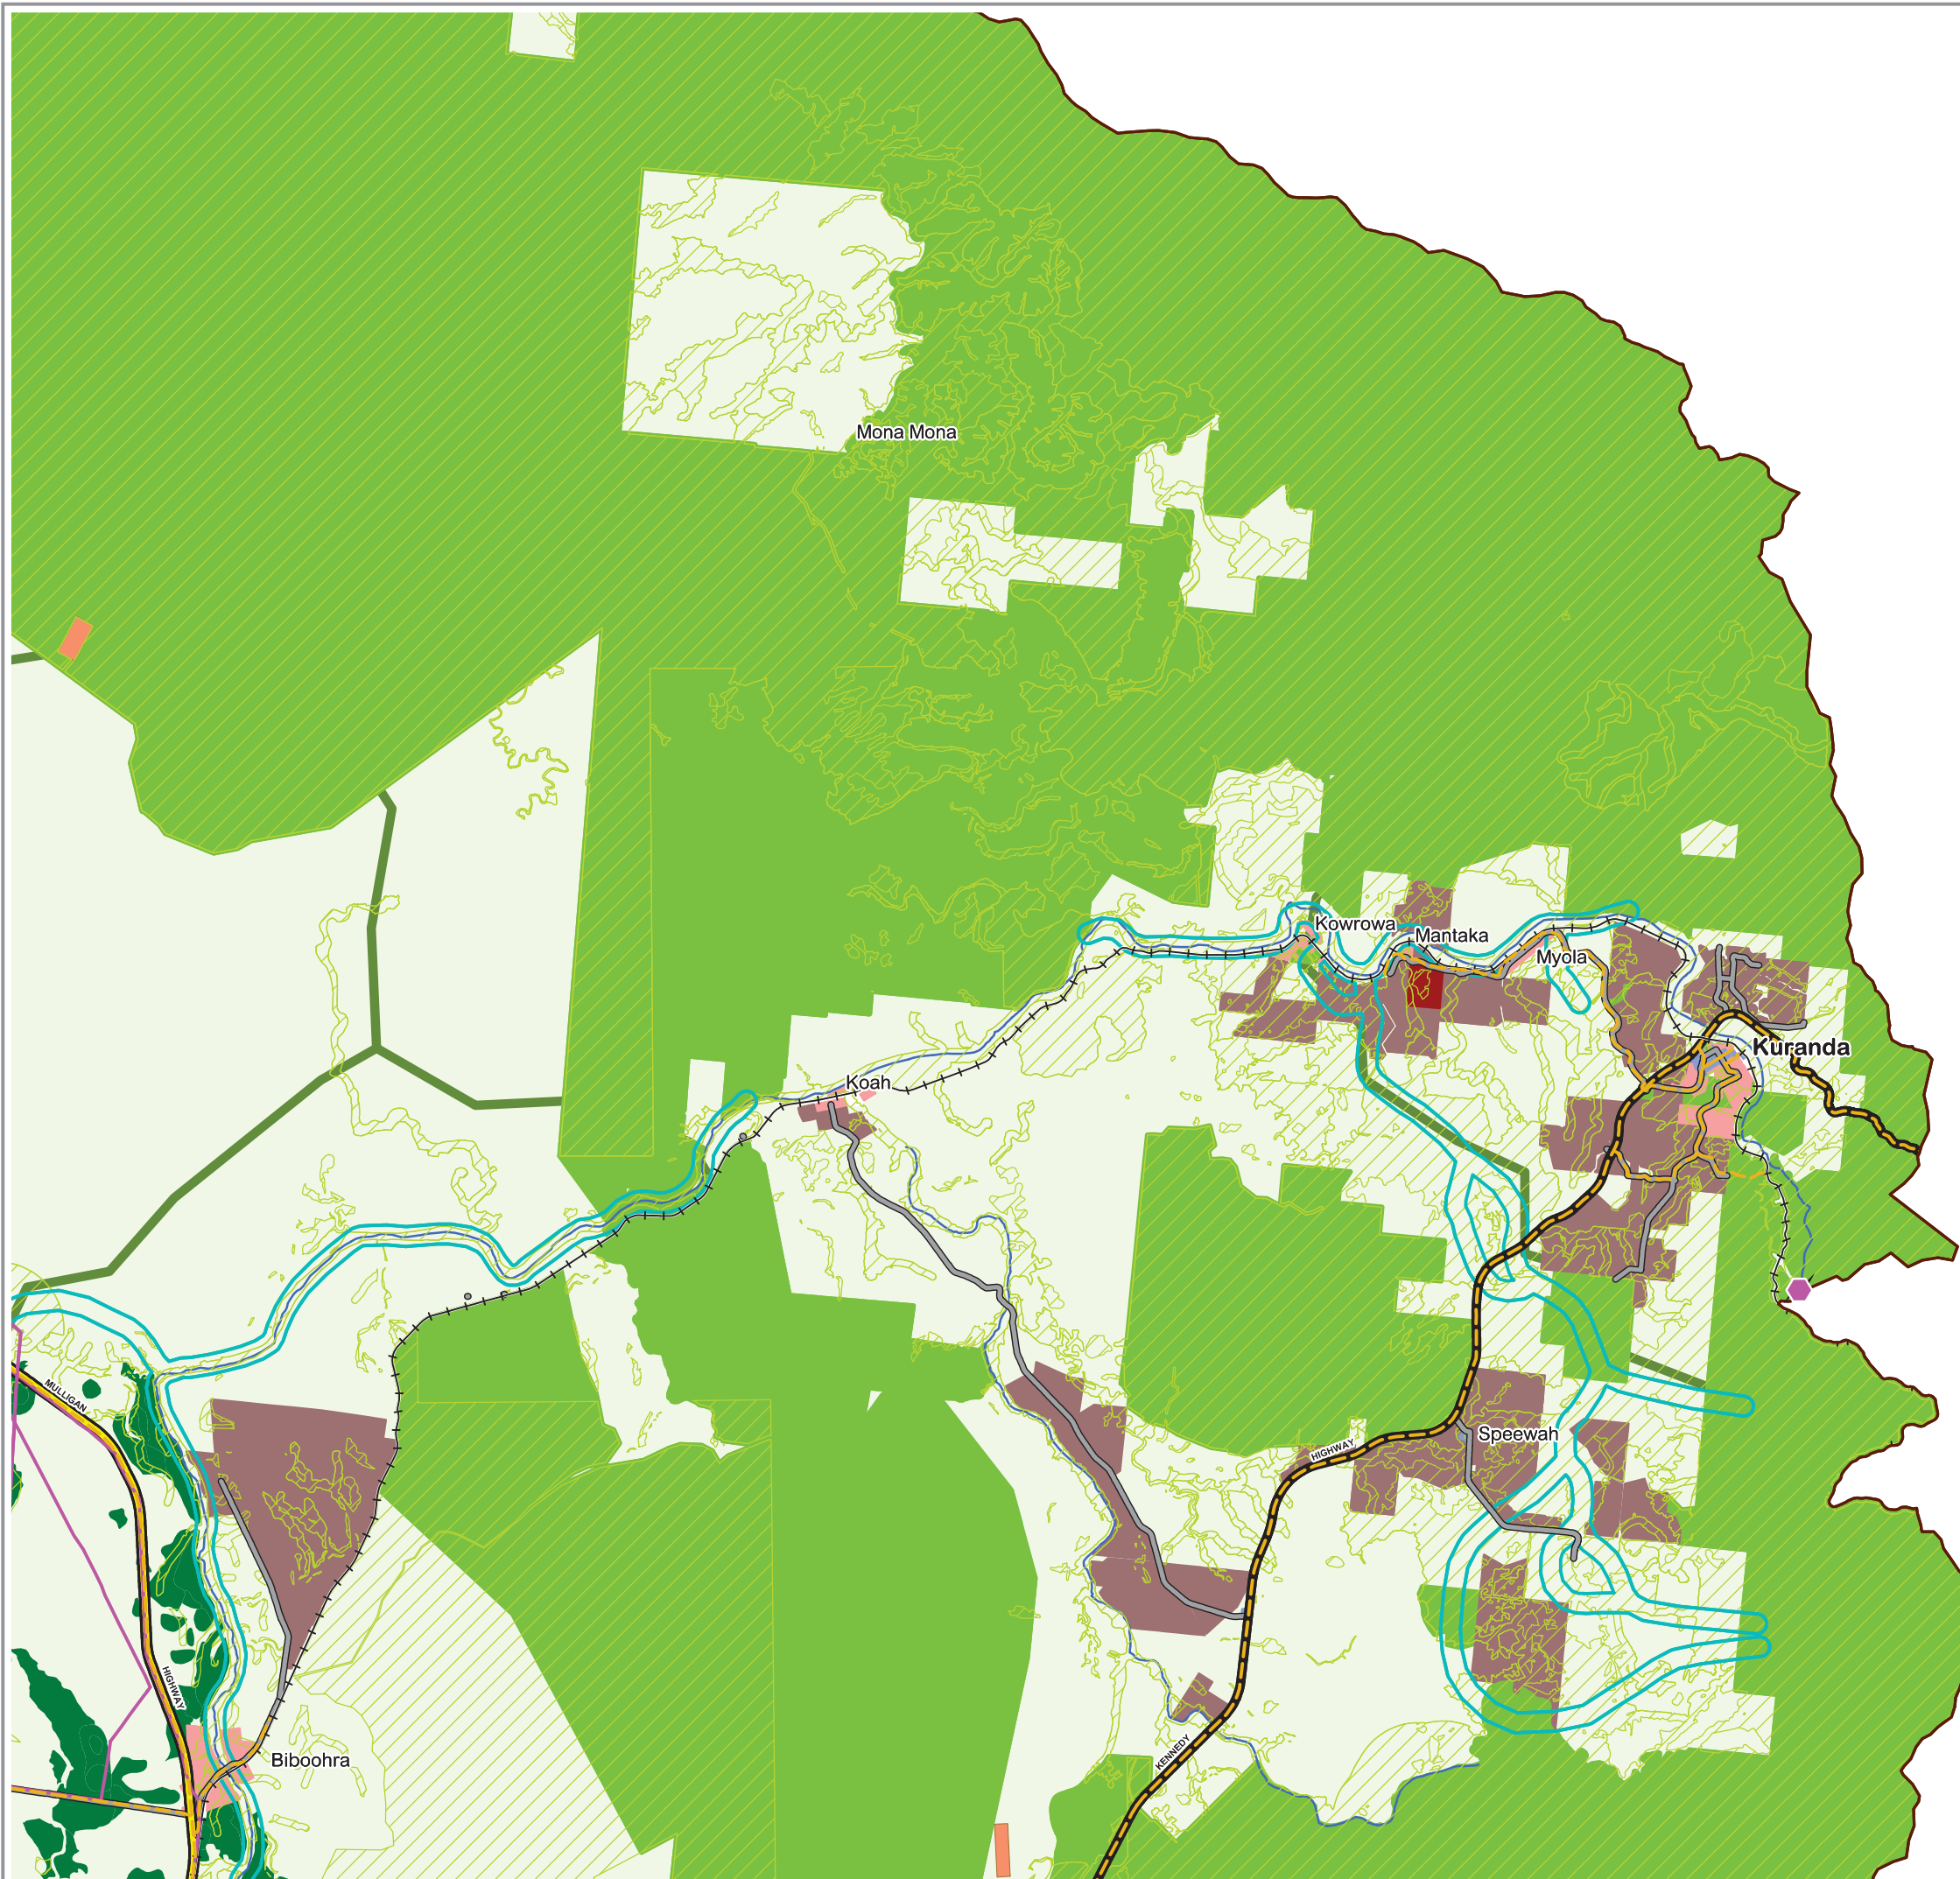 Mona Mona
Kowrowa
Mantaka
Myola
Kuranda
Koah
MULLIGAN
HIGHWAY
Speewah
HIGHWAY
KENNEDY
Biboohra